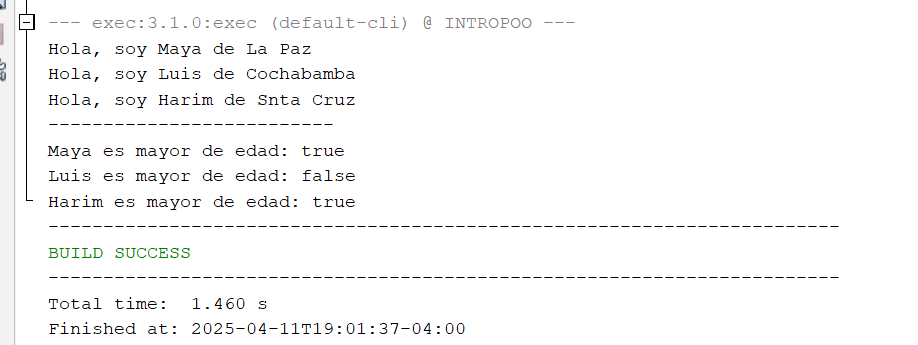 --- exec:3.1.0:exec (default-cli) @ INTROPOO ---
Hola, soy Maya de La Paz
Hola, soy Luis de Cochabamba
Hola, soy Harim de Snta Cruz
--------------------------
Maya es mayor de edad: true
Luis es mayor de edad: false
Harim es mayor de edad: true
------------------------------------------------------------------------
BUILD SUCCESS
------------------------------------------------------------------------
Total time:  1.460 s
Finished at: 2025-04-11T19:01:37-04:00